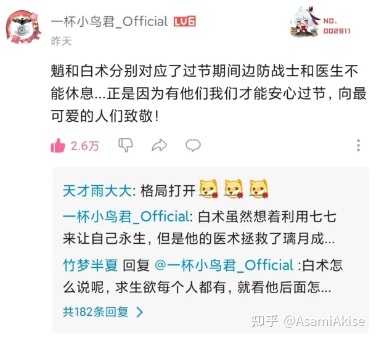 一杯小鸟君_Official LV6
NO.
002911
昨天
魈和白术分别对应了过节期间边防战士和医生不
能休息...正是因为有他们我们才能安心过节，向最
可爱的人们致敬！
2.6万
天才雨大大：格局打开
一杯小鸟君_Official：白术虽然想着利用七七
来让自己永生，但是他的医术拯救了璃月成...
竹梦半夏 回复 @一杯小鸟君_Official :白术怎
么说呢，求生欲每个人都有，就看他后面怎...
共182条回复 >
知乎 @AsamiAkise